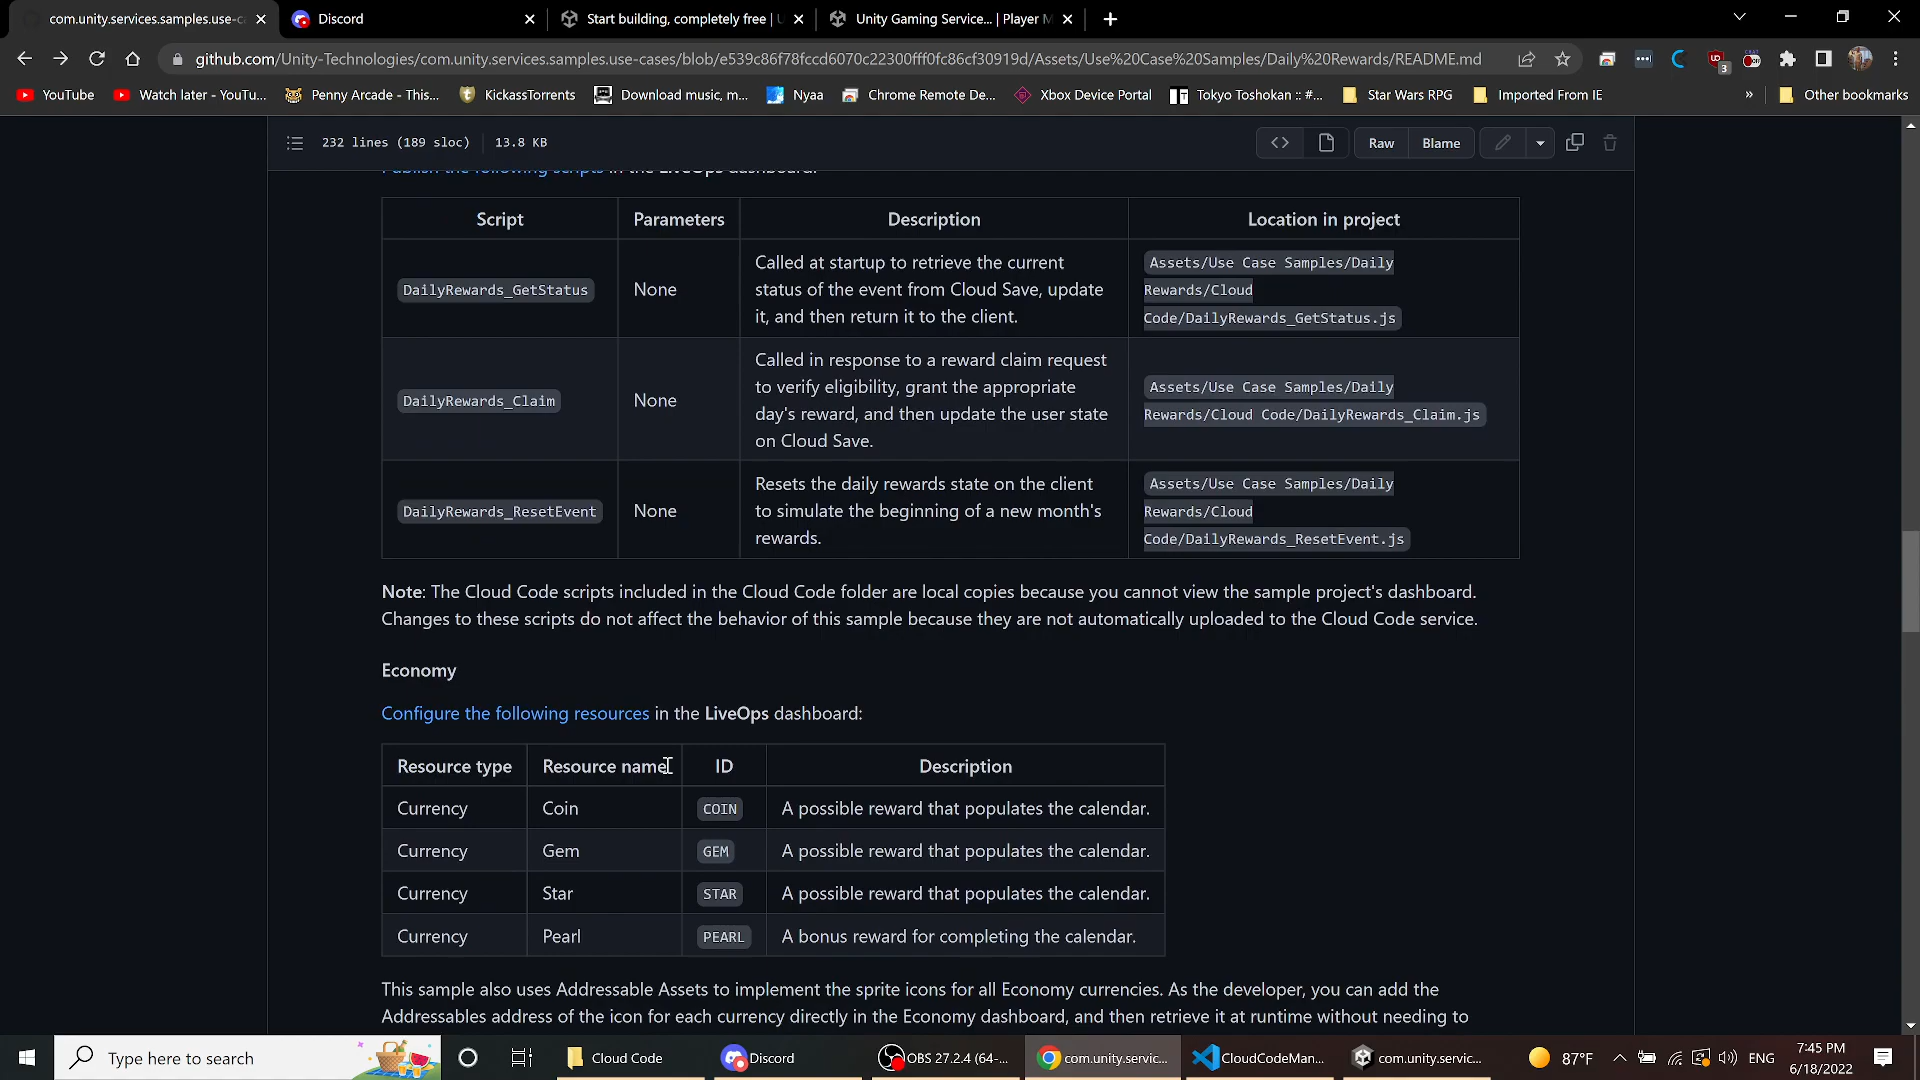 com.unity.services.samples.use-c
Discord
Start building, completely free | U
Unity Gaming Service... | Player M
github.com/Unity-Technologies/com.unity.services.samples.use-cases/blob/e539c86f78fccd6070c22300fff0fc86cf30919d/Assets/Use%20Case%20Samples/Daily%20Rewards/README.md
3
YouTube
Watch later - YouTu...
Penny Arcade - This...
KickassTorrents
Download music, m...
Nyaa
Chrome Remote De...
Xbox Device Portal
Tokyo Toshokan :: #...
Star Wars RPG
Imported From IE
»
Other bookmarks
232 lines (189 sloc)
13.8 KB
<>
Raw
Blame
Publish the following scripts in the LiveOps dashboard:
Script Parameters Description Location in project
DailyRewards_GetStatus
None
Called at startup to retrieve the current
status of the event from Cloud Save, update
it, and then return it to the client.
Assets/Use Case Samples/Daily
Rewards/Cloud
Code/DailyRewards_GetStatus.js
DailyRewards_Claim
None
Called in response to a reward claim request
to verify eligibility, grant the appropriate
day's reward, and then update the user state
on Cloud Save.
Assets/Use Case Samples/Daily
Rewards/Cloud Code/DailyRewards_Claim.js
DailyRewards_ResetEvent
None
Resets the daily rewards state on the client
to simulate the beginning of a new month's
rewards.
Assets/Use Case Samples/Daily
Rewards/Cloud
Code/DailyRewards_ResetEvent.js
Note: The Cloud Code scripts included in the Cloud Code folder are local copies because you cannot view the sample project's dashboard.
Changes to these scripts do not affect the behavior of this sample because they are not automatically uploaded to the Cloud Code service.
Economy
Configure the following resources in the LiveOps dashboard:
Resource type Resource name ID Description
Currency Coin COIN A possible reward that populates the calendar.
Currency Gem GEM A possible reward that populates the calendar.
Currency Star STAR A possible reward that populates the calendar.
Currency Pearl PEARL A bonus reward for completing the calendar.
This sample also uses Addressable Assets to implement the sprite icons for all Economy currencies. As the developer, you can add the
Addressables address of the icon for each currency directly in the Economy dashboard, and then retrieve it at runtime without needing to
Type here to search
Cloud Code
Discord
OBS 27.2.4 (64-...
com.unity.servic...
CloudCodeMan...
com.unity.servic...
87°F
ENG
7:45 PM
6/18/2022